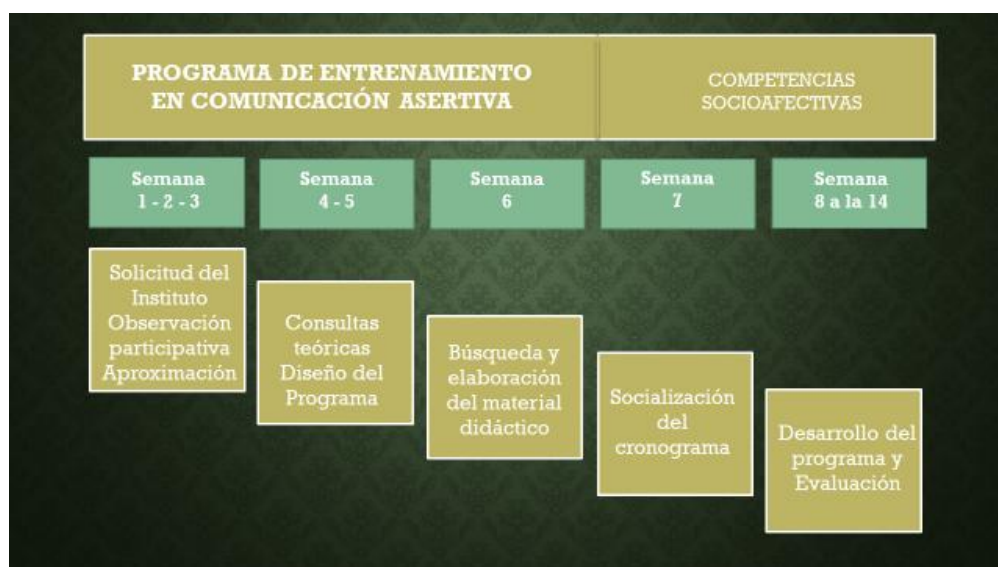 PROGRAMA DE ENTRENAMIENTO
EN COMUNICACIÓN ASERTIVA
COMPETENCIAS
SOCIOAFECTIVAS
Semana
1 - 2 - 3
Semana
4 - 5
Semana
6
Semana
7
Semana
8 a la 14
Solicitud del
Instituto
Observación
participativa
Aproximación
Consultas
teóricas
Diseño del
Programa
Búsqueda y
elaboración
del material
didáctico
Socialización
del
cronograma
Desarrollo del
programa y
Evaluación